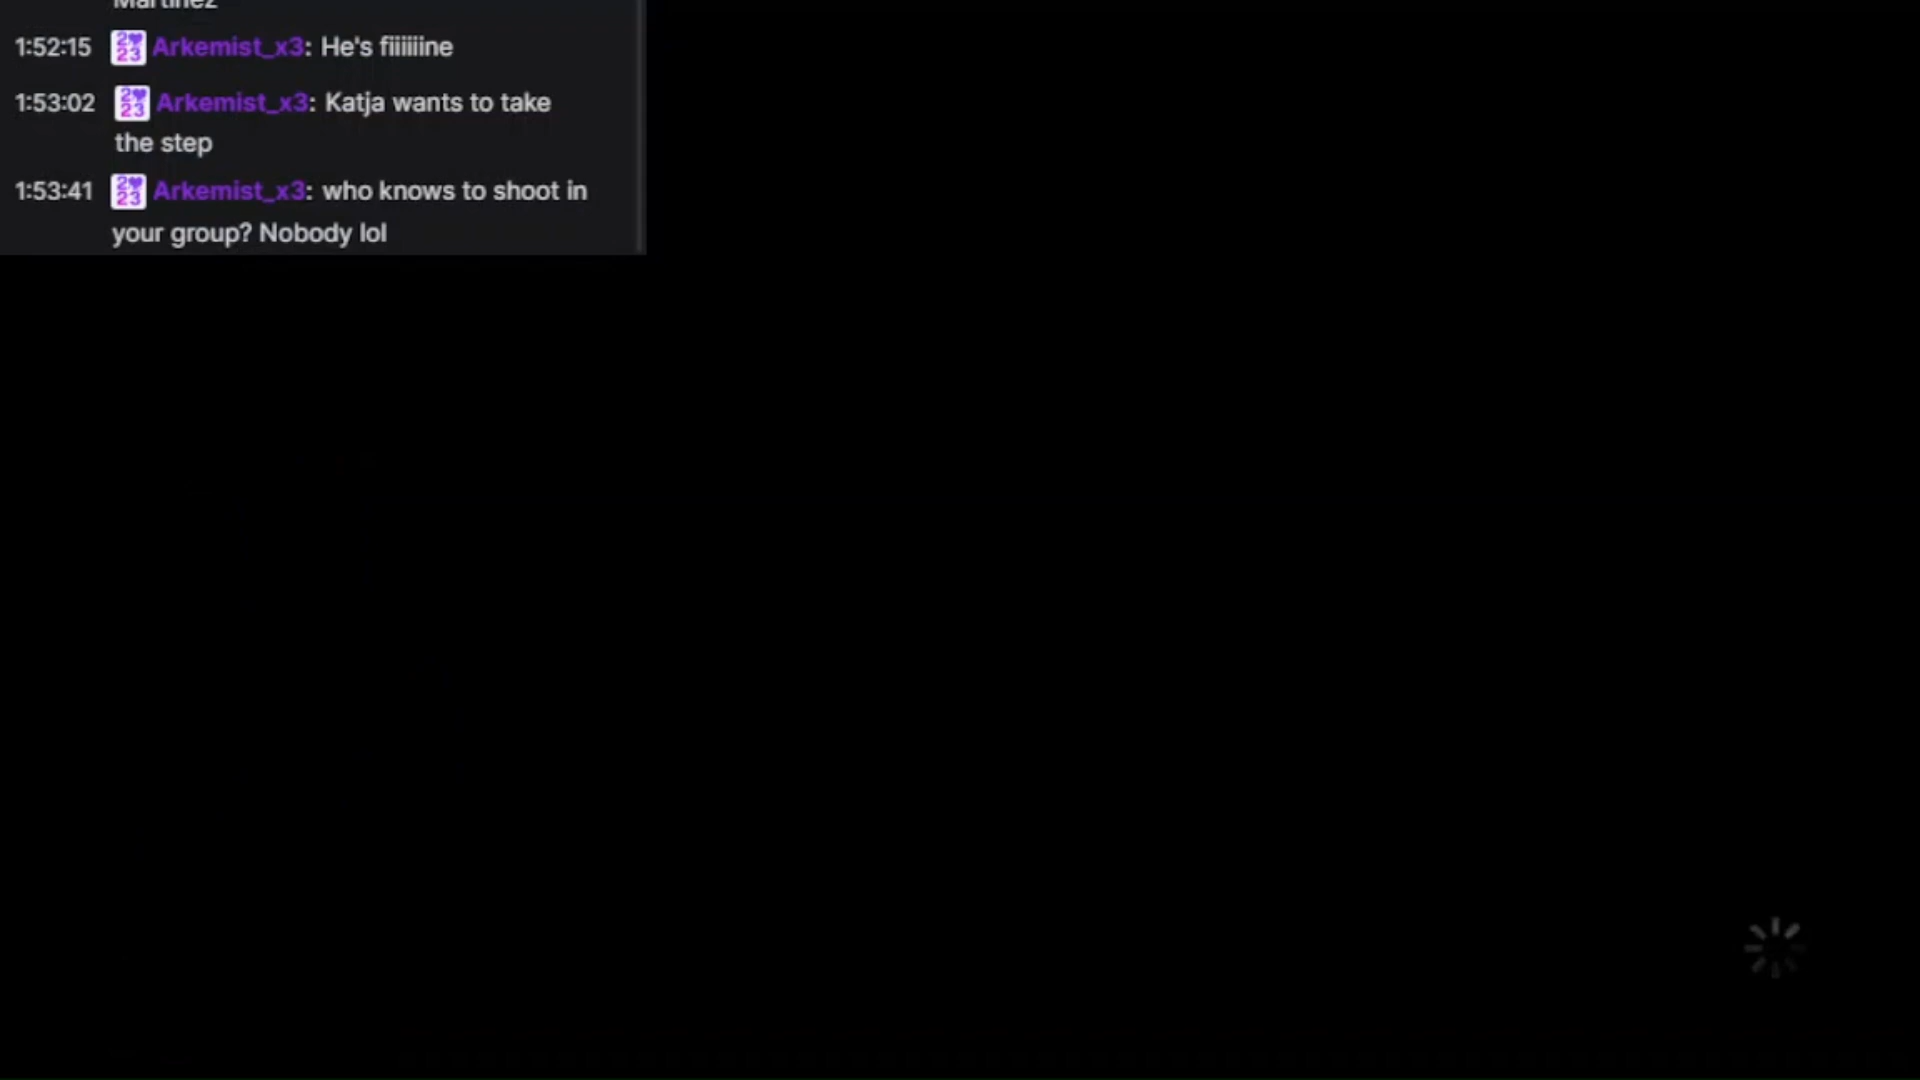 Martinez
1:52:15 Arkemist_x3: He's fiiiiiine
1:53:02 Arkemist_x3: Katja wants to take
the step
1:53:41 Arkemist_x3: who knows to shoot in
your group? Nobody lol